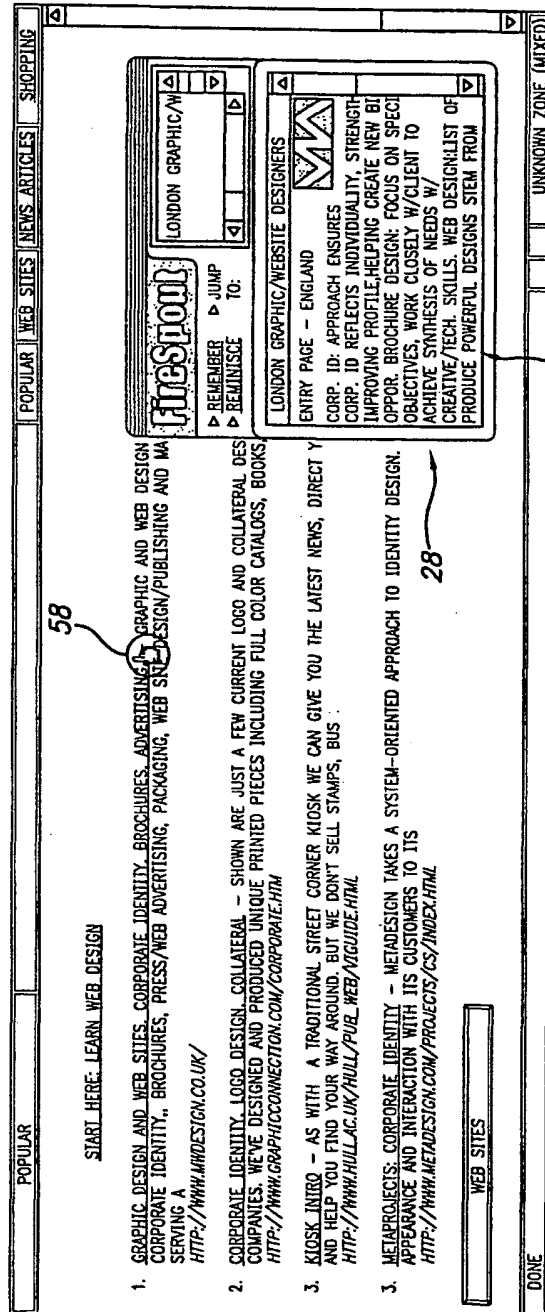 POPULAR
POPULAR WEB SITES NEWS ARTICLES SHOPPING
START HERE: LEARN WEB DESIGN
58
1. GRAPHIC DESIGN AND WEB SITES, CORPORATE IDENTITY, BROCHURES, ADVERTISING, GRAPHIC AND WEB DESIGN
CORPORATE IDENTITY,, BROCHURES, PRESS/WEB ADVERTISING, PACKAGING, WEB SITE DESIGN/PUBLISHING AND MA
SERVING A
HTTP://WWW.MWDESIGN.CO.UK/
2. CORPORATE IDENTITY, LOGO DESIGN, COLLATERAL - SHOWN ARE JUST A FEW CURRENT LOGO AND COLLATERAL DES
COMPANIES. WE'VE DESIGNED AND PRODUCED UNIQUE PRINTED PIECES INCLUDING FULL COLOR CATALOGS, BOOKS,
HTTP://WWW.GRAPHICCONNECTION.COM/CORPORATE.HTM
3. KIOSK INTRO - AS WITH A TRADITIONAL STREET CORNER KIOSK WE CAN GIVE YOU THE LATEST NEWS, DIRECT Y
AND HELP YOU FIND YOUR WAY AROUND. BUT WE DON'T SELL STAMPS, BUS :
HTTP://WWW.HULL.AC.UK/HULL/PUB_WEB/VIGUIDE.HTML
3. METAPROJECTS: CORPORATE IDENTITY - METADESIGN TAKES A SYSTEM-ORIENTED APPROACH TO IDENTITY DESIGN.
APPEARANCE AND INTERACTION WITH ITS CUSTOMERS TO ITS
HTTP://WWW.METADESIGN.COM/PROJECTS/CS/INDEX.HTML
FireSpout
REMEMBER JUMP
REMINISCE TO:
LONDON GRAPHIC/W
LONDON GRAPHIC/WEBSITE DESIGNERS
ENTRY PAGE - ENGLAND
CORP. ID: APPROACH ENSURES
CORP. ID REFLECTS INDIVIDUALITY, STRENGTH
IMPROVING PROFILE,HELPING CREATE NEW BI
OPPOR. BROCHURE DESIGN: FOCUS ON SPECI
OBJECTIVES, WORK CLOSELY W/CLIENT TO
ACHIEVE SYNTHESIS OF NEEDS W/
CREATIVE/TECH. SKILLS. WEB DESIGN:LIST OF
PRODUCE POWERFUL DESIGNS STEM FROM
28
WEB SITES
DONE
UNKNOWN ZONE (MIXED)